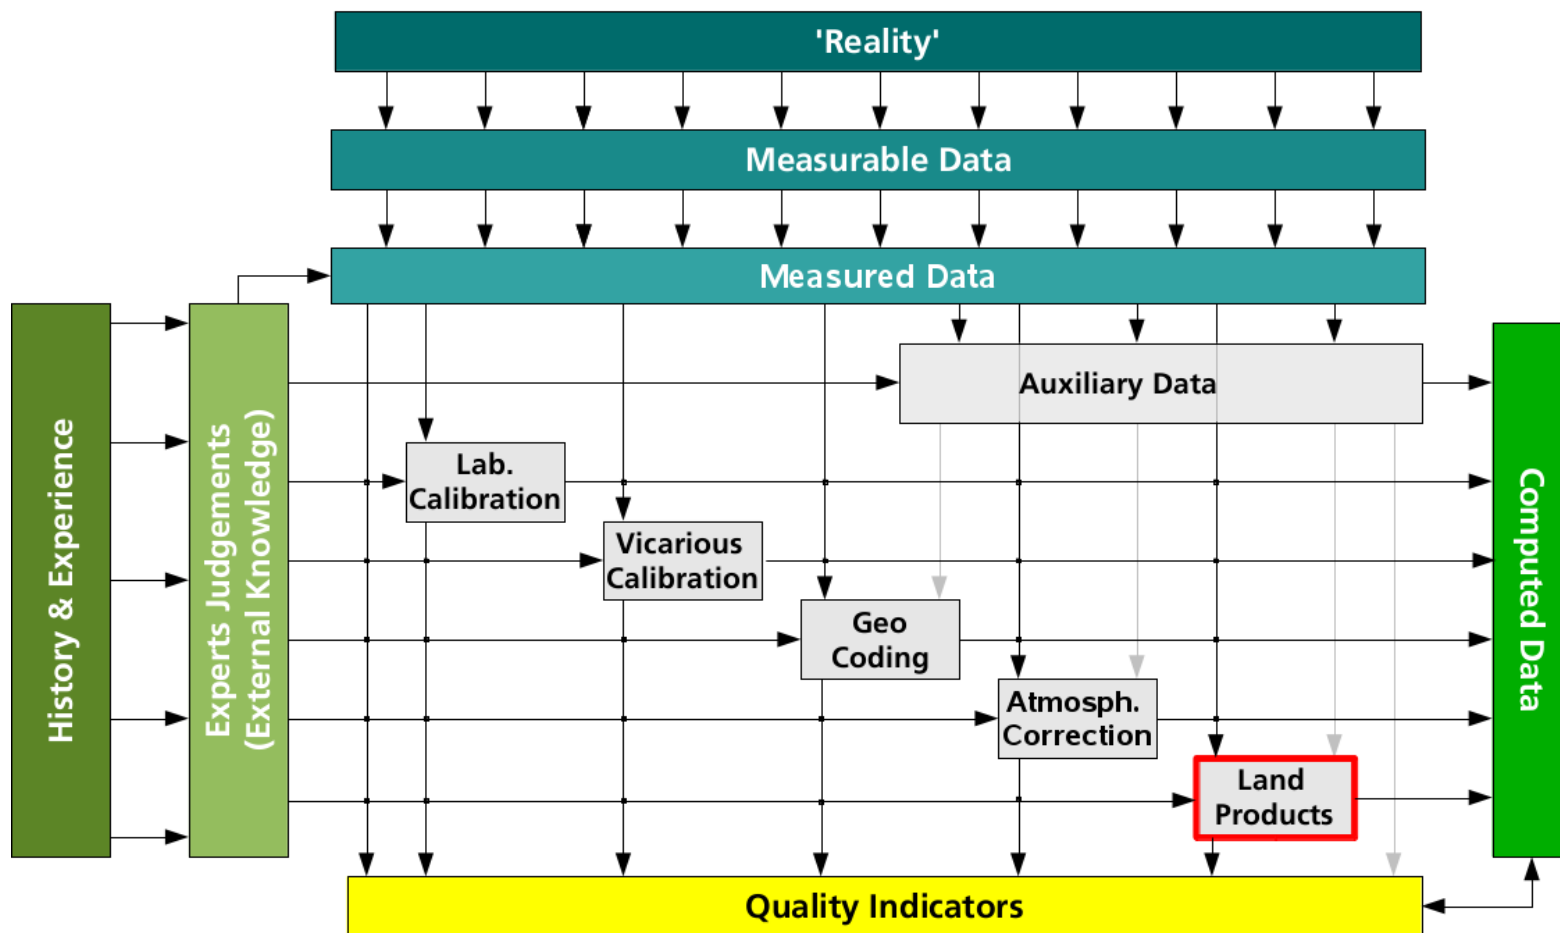 'Reality'
Measurable Data
Measured Data
History & Experience
Experts Judgements
(External Knowledge)
Auxiliary Data
Lab.
Calibration
Vicarious
Calibration
Geo
Coding
Atmosph.
Correction
Land
Products
Computed Data
Quality Indicators